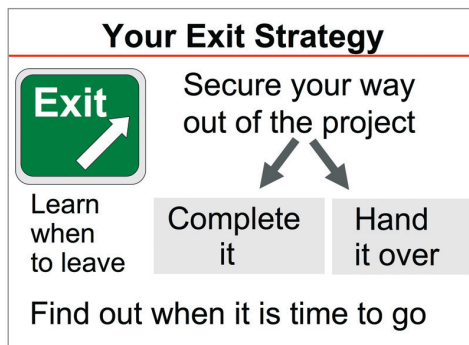 Your Exit Strategy
Exit
Secure your way
out of the project
Learn
when
to leave
Complete
it
Hand
it over
Find out when it is time to go